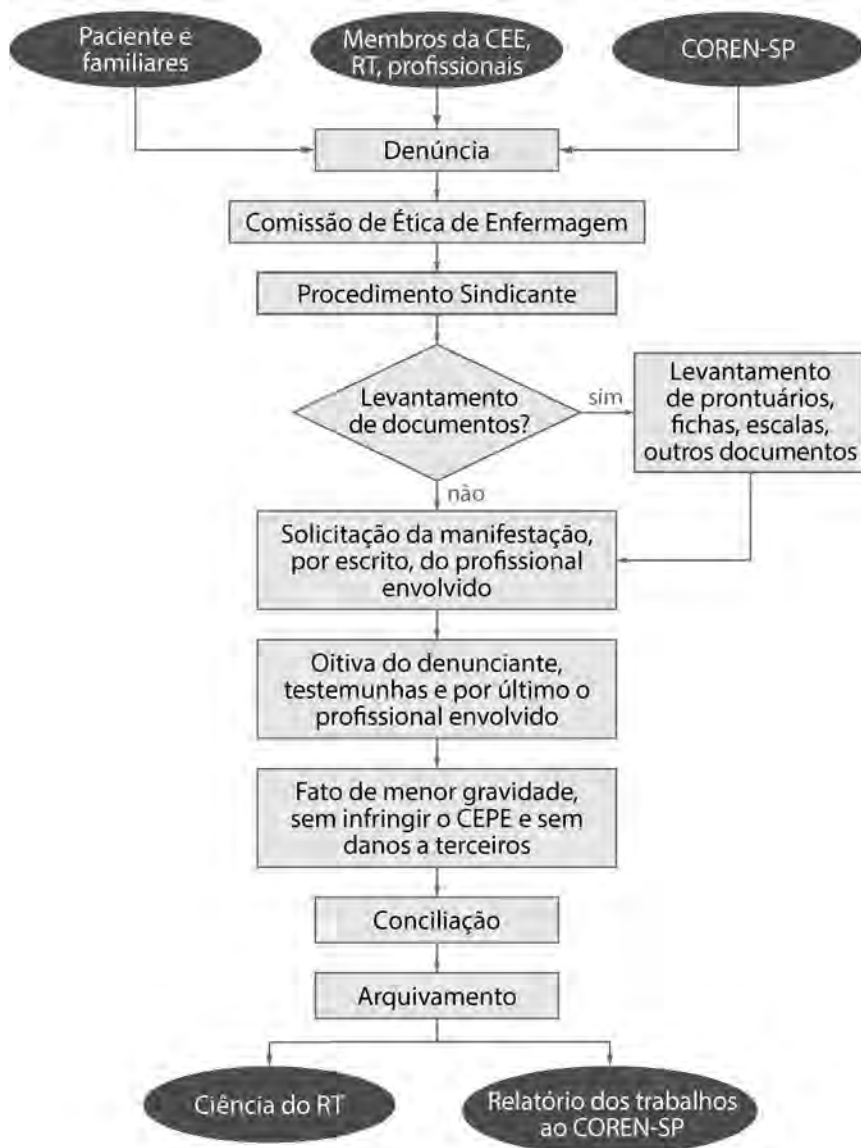 Paciente e
familiares
Membros da CEE,
RT, profissionais
COREN-SP
Denúncia
Comissão de Ética de Enfermagem
Procedimento Sindicante
Levantamento
de documentos?
sim
Levantamento
de prontuários,
fichas, escalas,
outros documentos
não
Solicitação da manifestação,
por escrito, do profissional
envolvido
Oitiva do denunciante,
testemunhas e por último o
profissional envolvido
Fato de menor gravidade,
sem infringir o CEPE e sem
danos a terceiros
Conciliação
Arquivamento
Ciência do RT
Relatório dos trabalhos
ao COREN-SP